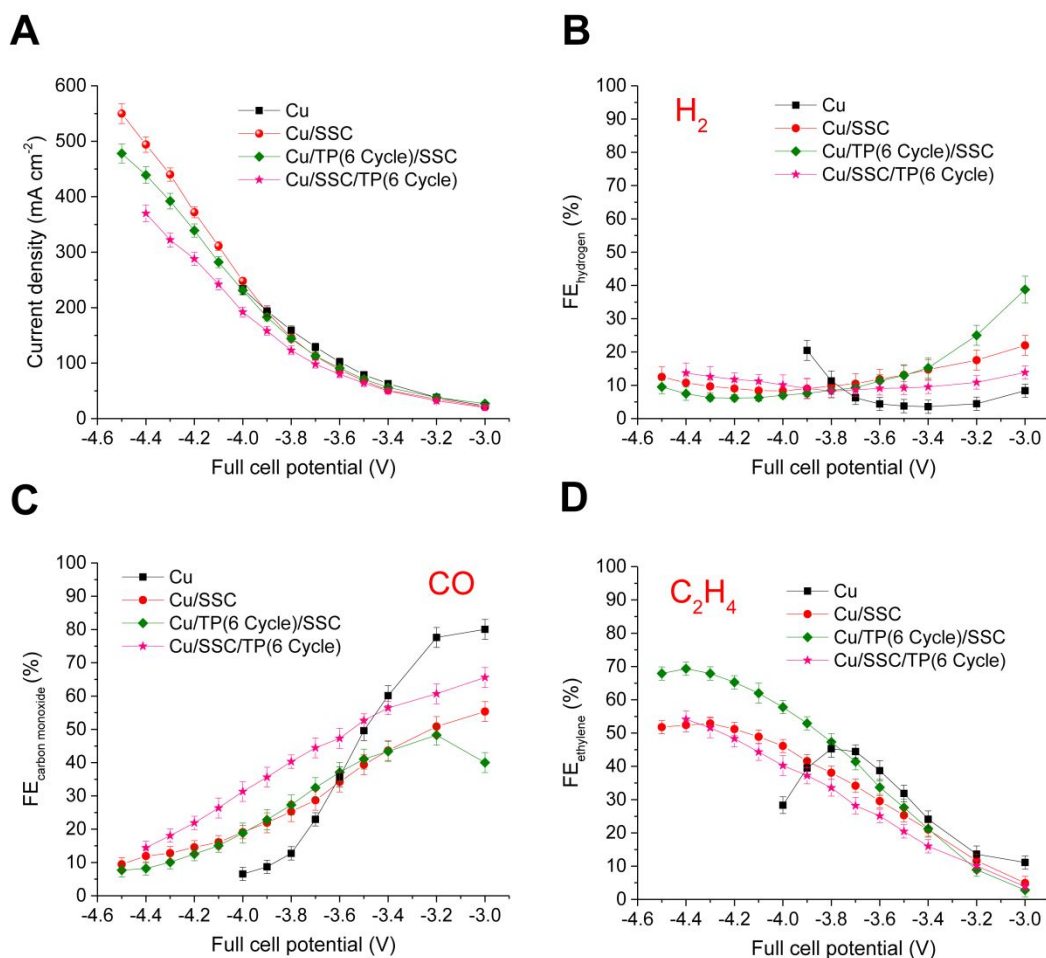 A
Current density (mA cm-2)
600
500
400
300
200
100
0
Cu
Cu/SSC
Cu/TP(6 Cycle)/SSC
Cu/SSC/TP(6 Cycle)
-4.6 -4.4 -4.2 -4.0 -3.8 -3.6 -3.4 -3.2 -3.0
Full cell potential (V)
B
FEhydrogen (%)
100
90
80
70
60
50
40
30
20
10
0
H2
Cu
Cu/SSC
Cu/TP(6 Cycle)/SSC
Cu/SSC/TP(6 Cycle)
-4.6 -4.4 -4.2 -4.0 -3.8 -3.6 -3.4 -3.2 -3.0
Full cell potential (V)
C
FEcarbon monoxide (%)
100
90
80
70
60
50
40
30
20
10
0
Cu
Cu/SSC
Cu/TP(6 Cycle)/SSC
Cu/SSC/TP(6 Cycle)
CO
-4.6 -4.4 -4.2 -4.0 -3.8 -3.6 -3.4 -3.2 -3.0
Full cell potential (V)
D
FEethylene (%)
100
90
80
70
60
50
40
30
20
10
0
C2H4
Cu
Cu/SSC
Cu/TP(6 Cycle)/SSC
Cu/SSC/TP(6 Cycle)
-4.6 -4.4 -4.2 -4.0 -3.8 -3.6 -3.4 -3.2 -3.0
Full cell potential (V)